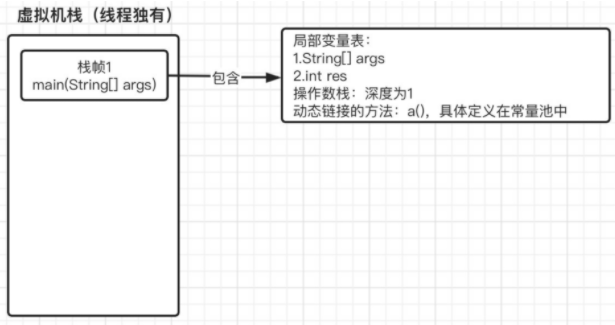 虚拟机栈（线程独有）
栈帧1
main(String[] args)
包含
局部变量表：
1.String[] args
2.int res
操作数栈：深度为1
动态链接的方法：a()，具体定义在常量池中